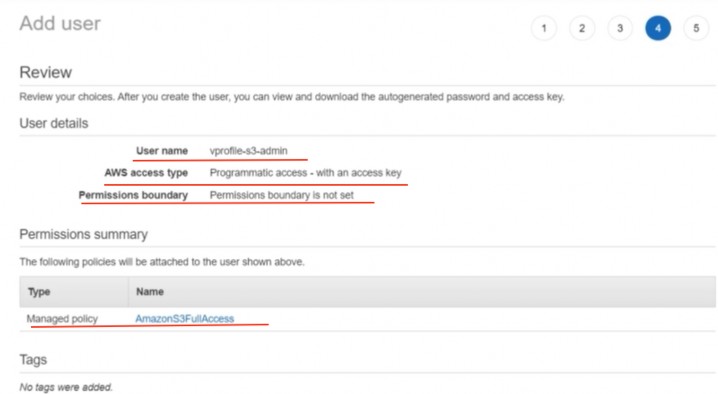 Add user
1 2 3 4 5
Review
Review your choices. After you create the user, you can view and download the autogenerated password and access key.
User details
User name vprofile-s3-admin
AWS access type Programmatic access - with an access key
Permissions boundary Permissions boundary is not set
Permissions summary
The following policies will be attached to the user shown above.
Type Name
Managed policy AmazonS3FullAccess
Tags
No tags were added.